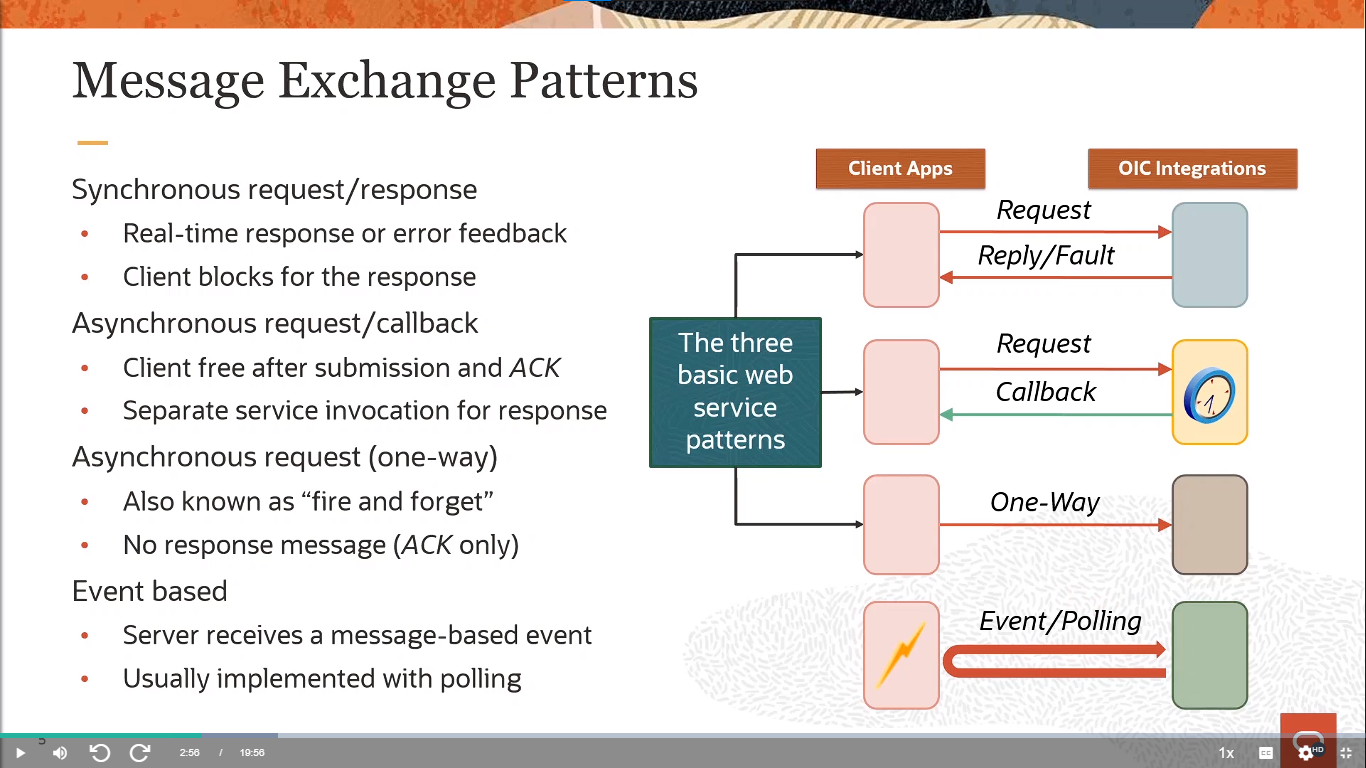 Message Exchange Patterns
Synchronous request/response
• Real-time response or error feedback
• Client blocks for the response
Asynchronous request/callback
• Client free after submission and ACK
• Separate service invocation for response
Asynchronous request (one-way)
• Also known as “fire and forget”
• No response message (ACK only)
Event based
• Server receives a message-based event
• Usually implemented with polling
The three
basic web
service
patterns
Client Apps
OIC Integrations
Request
Reply/Fault
Request
Callback
One-Way
Event/Polling
5
2:56 / 19:56
1x
CC
HD